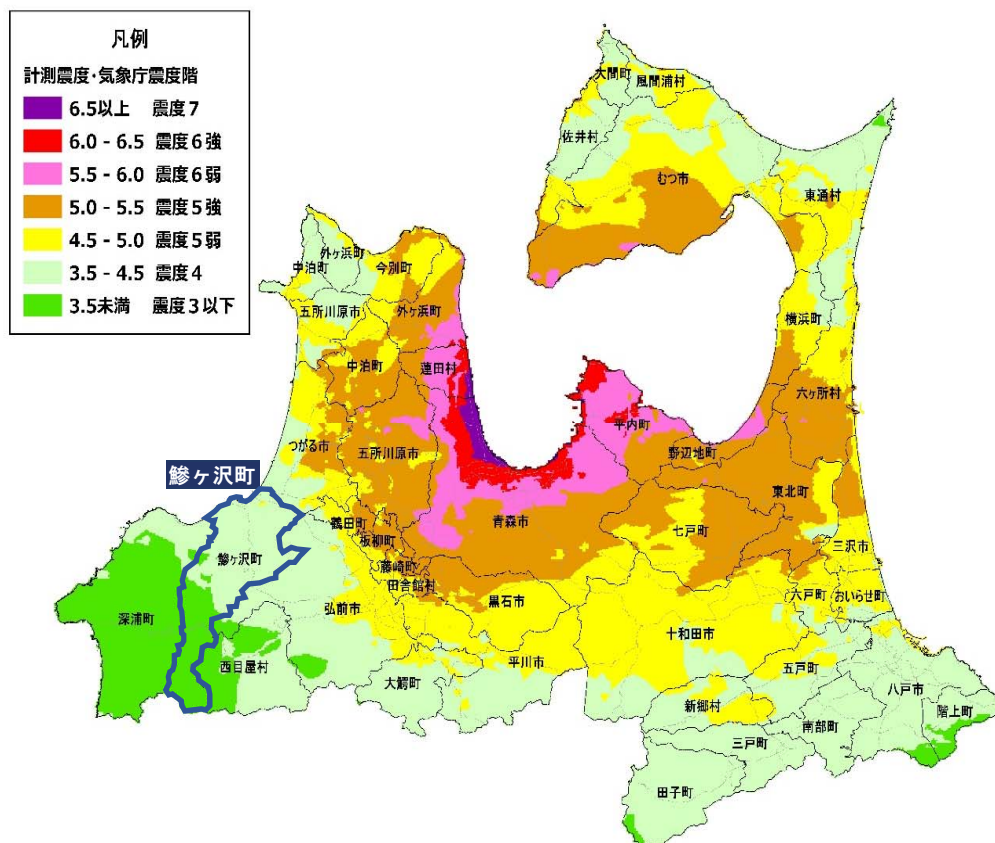 凡例
計測震度・気象庁震度階
6.5以上 震度7
6.0 - 6.5 震度6強
5.5 - 6.0 震度6弱
5.0 - 5.5 震度5強
4.5 - 5.0 震度5弱
3.5 - 4.5 震度4
3.5未満 震度3以下
大間町
風間浦村
佐井村
むつ市
東通村
外ヶ浜町
中泊町
今別町
五所川原市
外ヶ浜町
横浜町
中泊町
蓬田村
六ヶ所村
平内町
つがる市
五所川原市
野辺地町
鰺ヶ沢町
東北町
青森市
鶴田町
七戸町
板柳町
三沢市
鰺ヶ沢町
藤崎町
田舎館村
六戸町
おいらせ町
弘前市
黒石市
深浦町
十和田市
西目屋村
平川市
五戸町
大鰐町
八戸市
新郷村
階上町
南部町
三戸町
田子町